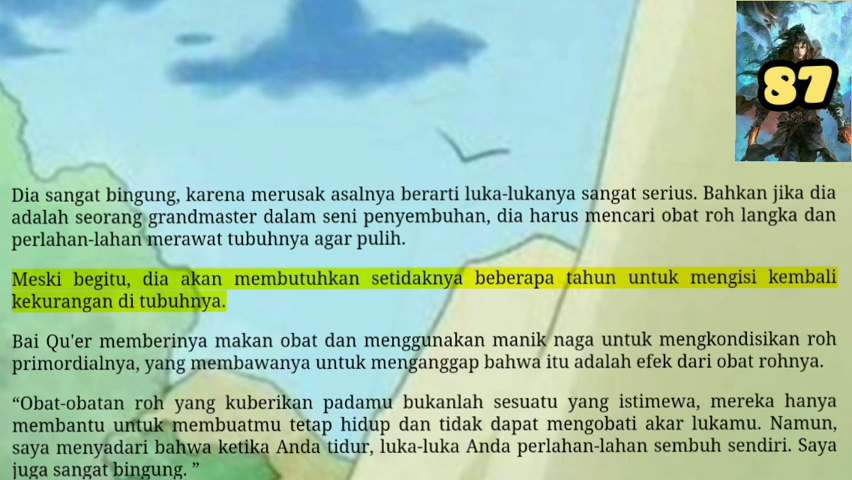 87
Dia sangat bingung, karena merusak asalnya berarti luka-lukanya sangat serius. Bahkan jika dia
adalah seorang grandmaster dalam seni penyembuhan, dia harus mencari obat roh langka dan
perlahan-lahan merawat tubuhnya agar pulih.
Meski begitu, dia akan membutuhkan setidaknya beberapa tahun untuk mengisi kembali
kekurangan di tubuhnya.
Bai Qu'er memberinya makan obat dan menggunakan manik naga untuk mengkondisikan roh
primordialnya, yang membawanya untuk menganggap bahwa itu adalah efek dari obat rohnya.
“Obat-obatan roh yang kuberikan padamu bukanlah sesuatu yang istimewa, mereka hanya
membantu untuk membuatmu tetap hidup dan tidak dapat mengobati akar lukamu. Namun,
saya menyadari bahwa ketika Anda tidur, luka-luka Anda perlahan-lahan sembuh sendiri. Saya
juga sangat bingung. ”